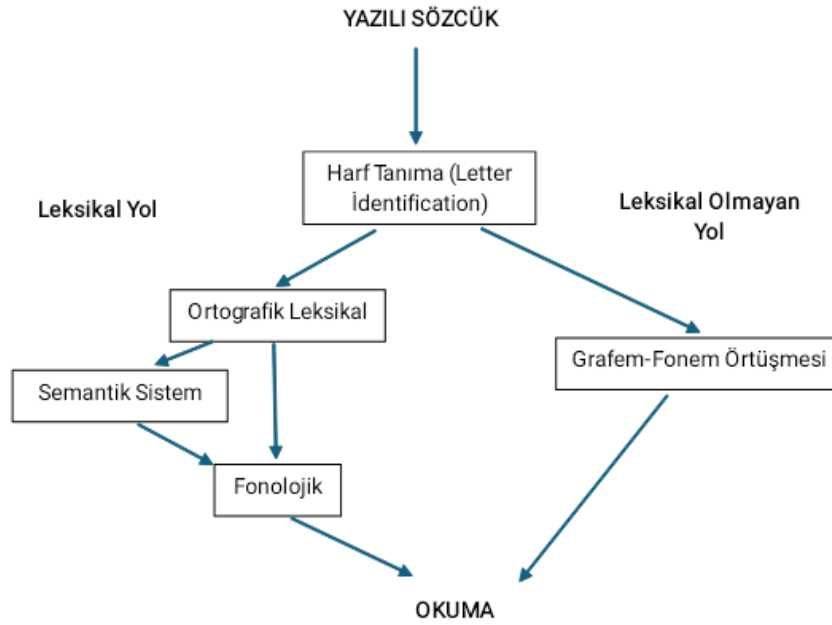 YAZILI SÖZCÜK
Harf Tanıma (Letter
İdentification)
Leksikal Yol
Leksikal Olmayan
Yol
Ortografik Leksikal
Grafem-Fonem Örtüşmesi
Semantik Sistem
Fonolojik
OKUMA